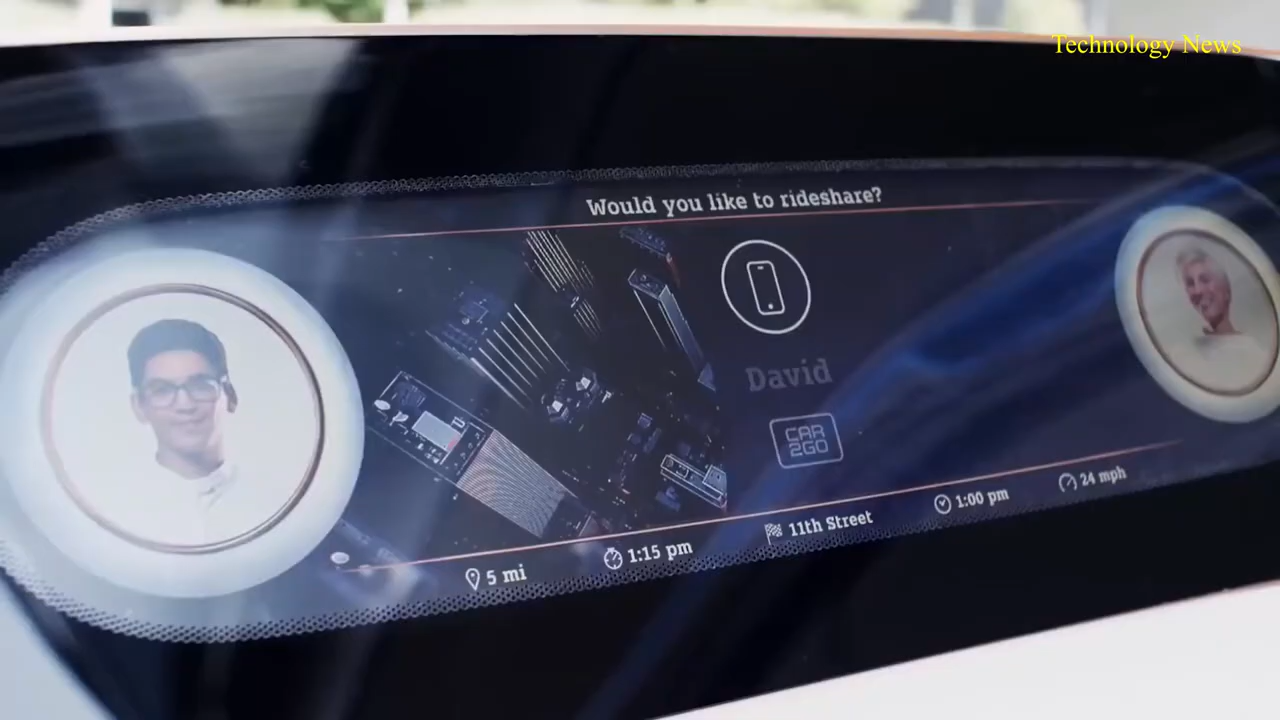 Technology News
Would you like to rideshare?
David
CAR
2GO
5 mi
1:15 pm
11th Street
1:00 pm
24 mph